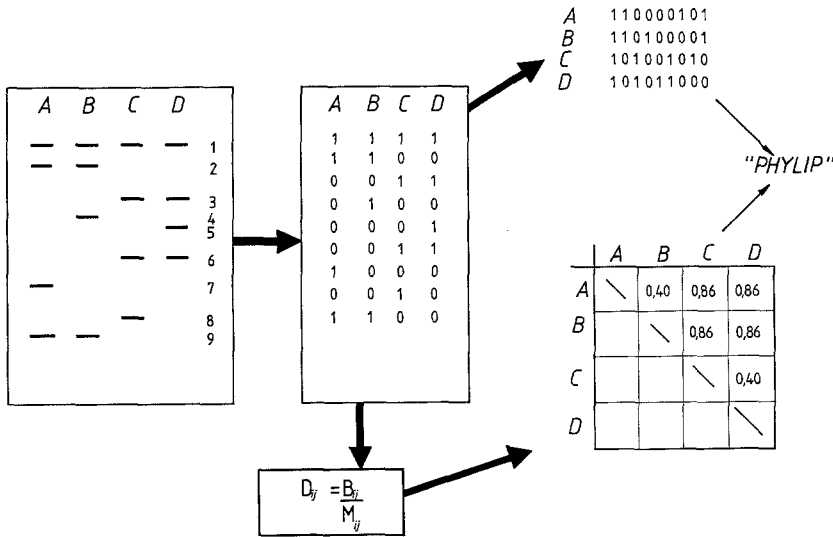 A 110000101
B 110100001
C 101001010
D 101011000
"PHYLIP"
A B C D
1
2
3
4
5
6
7
8
9
A B C D
1 1 1 1
1 1 0 0
0 0 1 1
0 1 0 0
0 0 0 1
0 0 1 1
1 0 0 0
0 0 1 0
1 1 0 0
A B C D
A 0,40 0,86 0,86
B 0,86 0,86
C 0,40
D
Dij = Bij
Mij